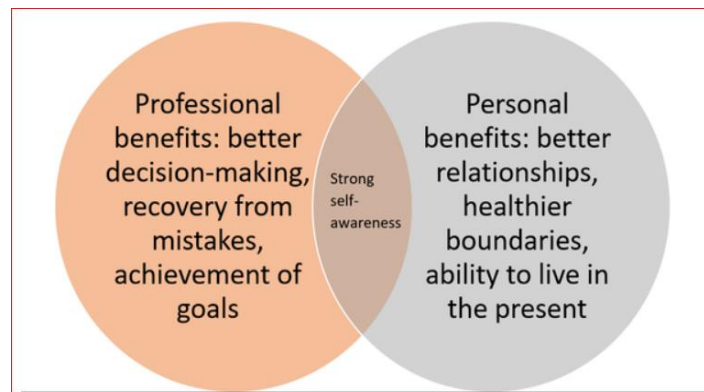 Professional
benefits: better
decision-making,
recovery from
mistakes,
achievement of
goals
Strong
self-
awareness
Personal
benefits: better
relationships,
healthier
boundaries,
ability to live in
the present